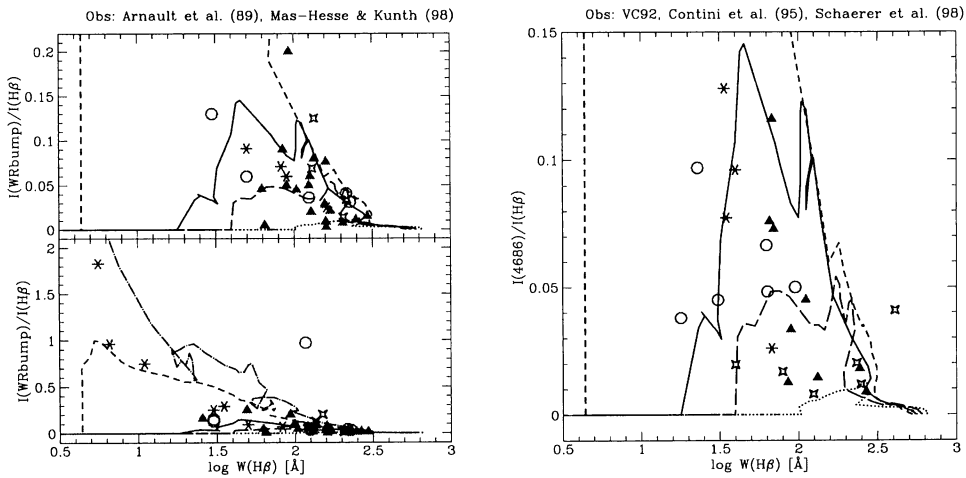 Obs: Arnault et al. (89), Mas-Hesse & Kunth (98)
I(WRbump)/I(Hβ)
0.2
0.15
0.1
0.05
0
I(WRbump)/I(Hβ)
2
1.5
1
0.5
0
0.5 1 1.5 2 2.5 3
log W(Hβ) [Å]
Obs: VC92, Contini et al. (95), Schaerer et al. (98)
I(4686)/I(Hβ)
0.15
0.1
0.05
0
0.5 1 1.5 2 2.5 3
log W(Hβ) [Å]